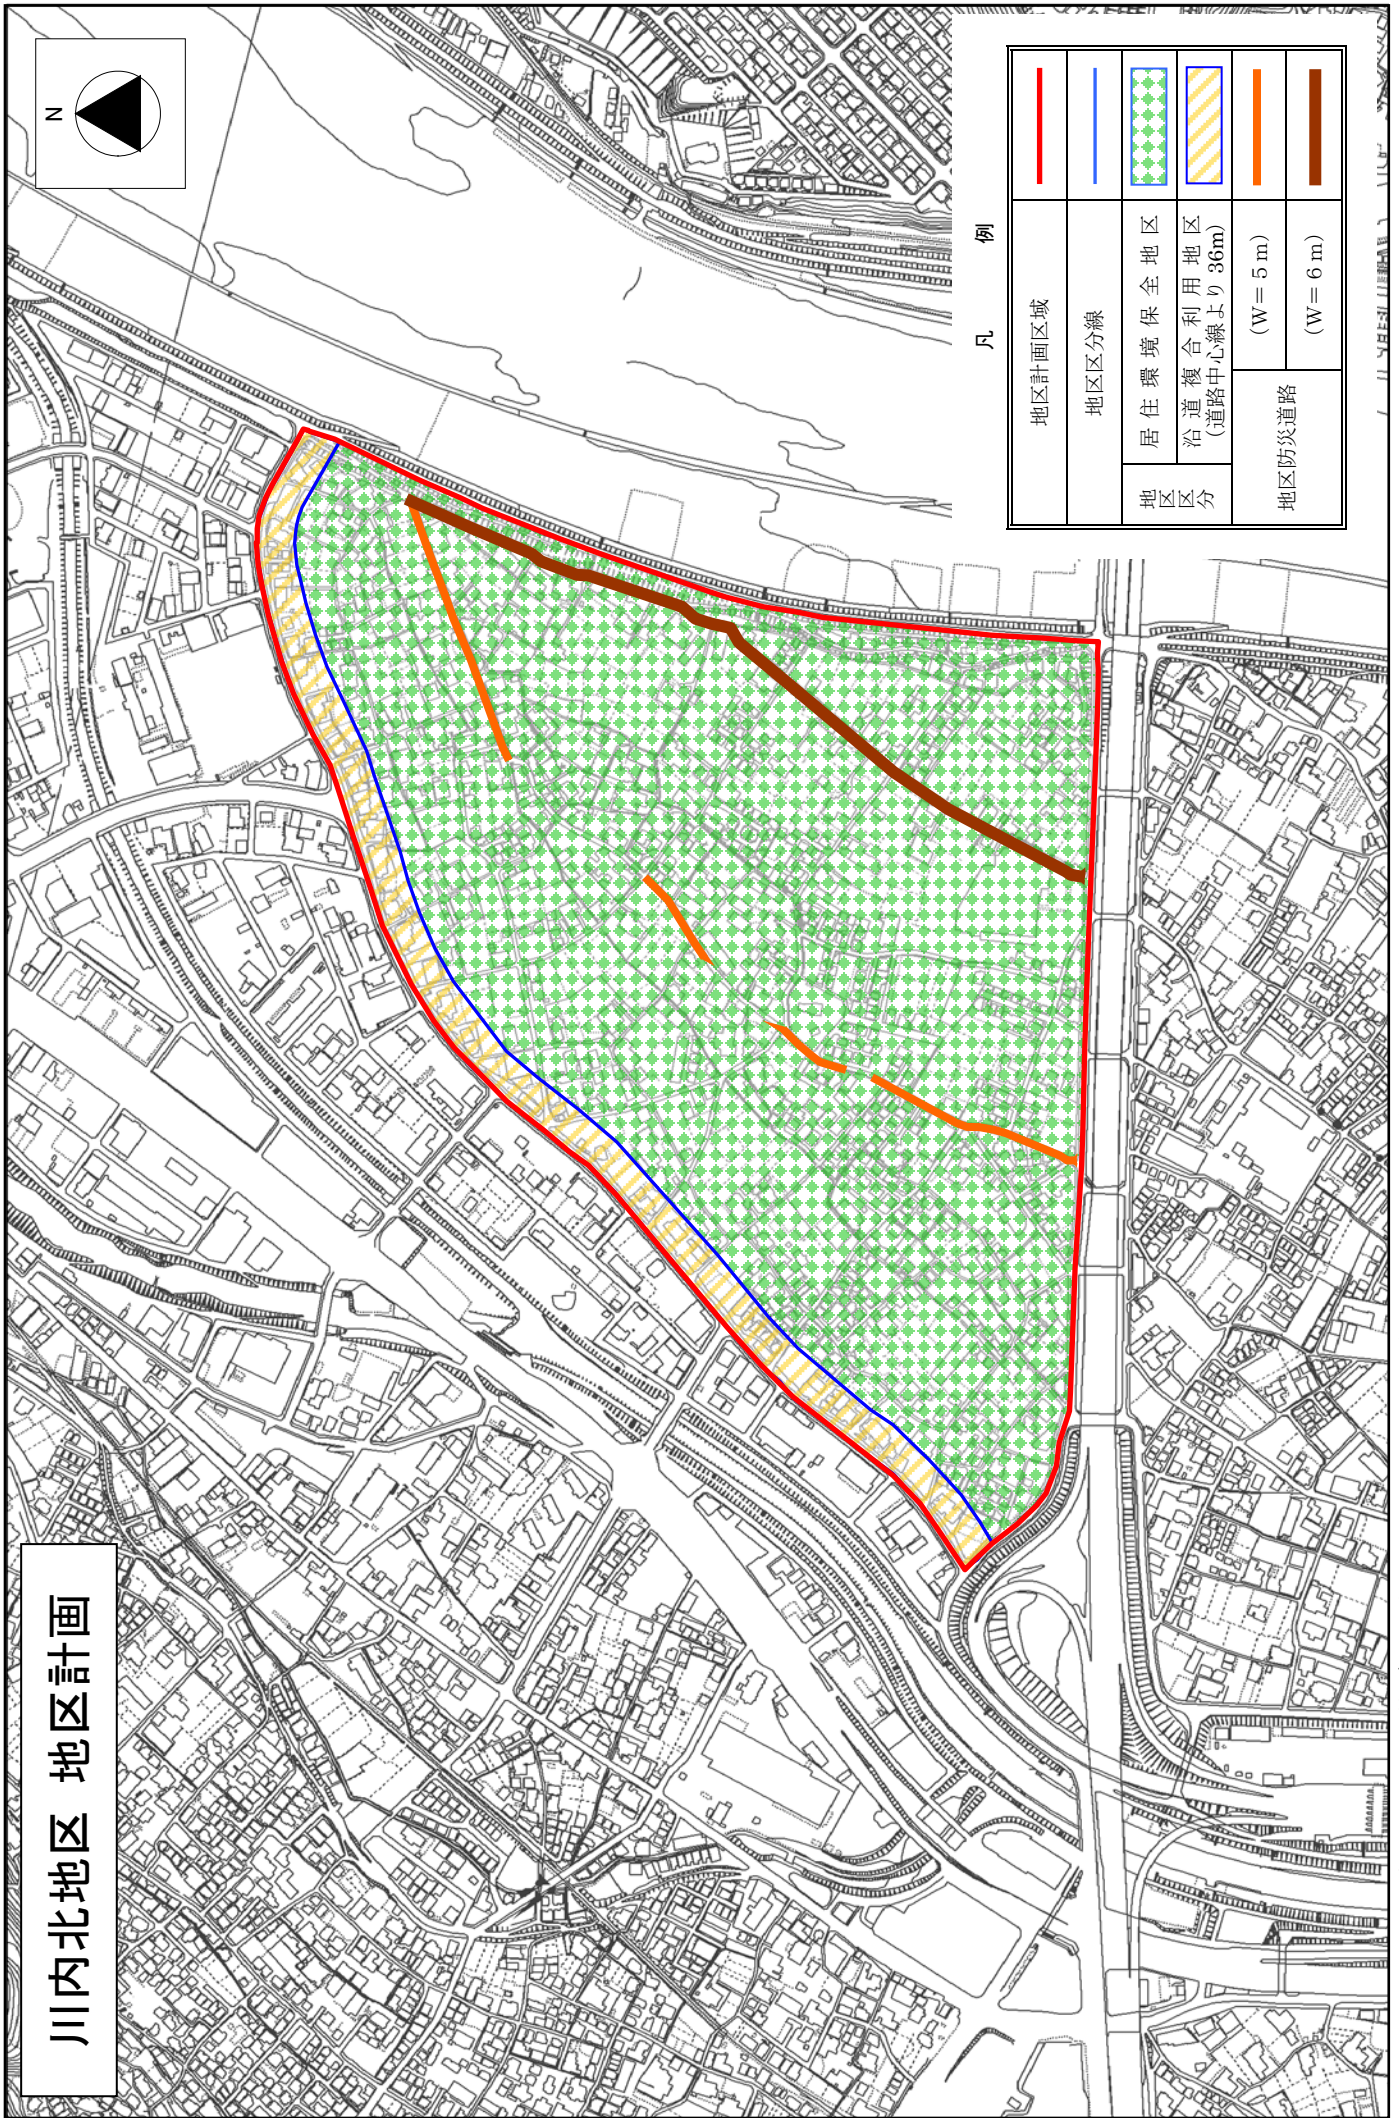 川内北地区 地区計画
N
凡 例
地区計画区域
地区区分線
地区区分
居住環境保全地区
沿道複合利用地区
(道路中心線より 36m)
地区防災道路
(W＝5ｍ)
(W＝6ｍ)